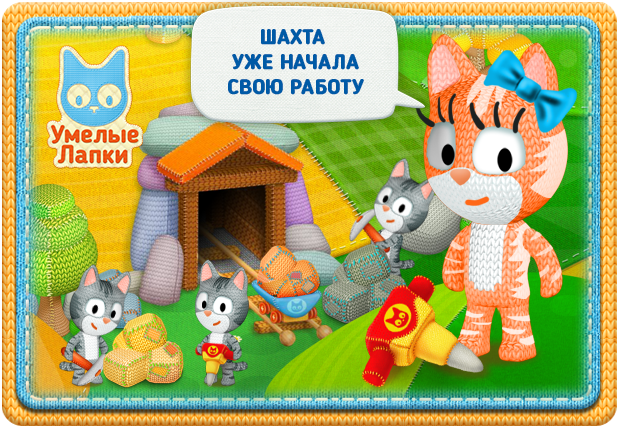 ШАХТА
УЖЕ НАЧАЛА
СВОЮ РАБОТУ
Умелые
Лапки